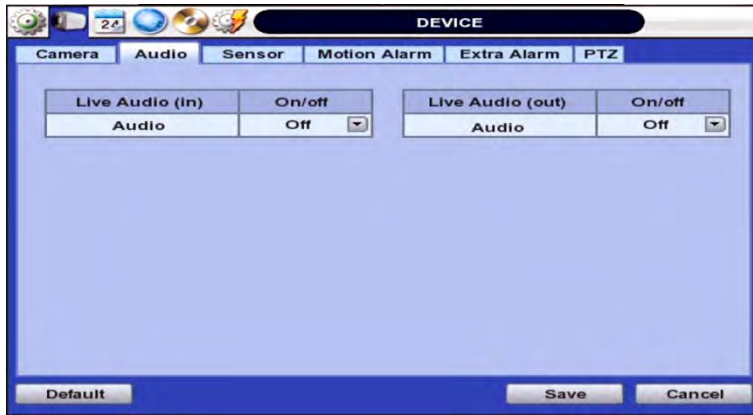 24 DEVICE
Camera Audio Sensor Motion Alarm Extra Alarm PTZ
Live Audio (in) On/off Live Audio (out) On/off
Audio Off Audio Off
Default Save Cancel